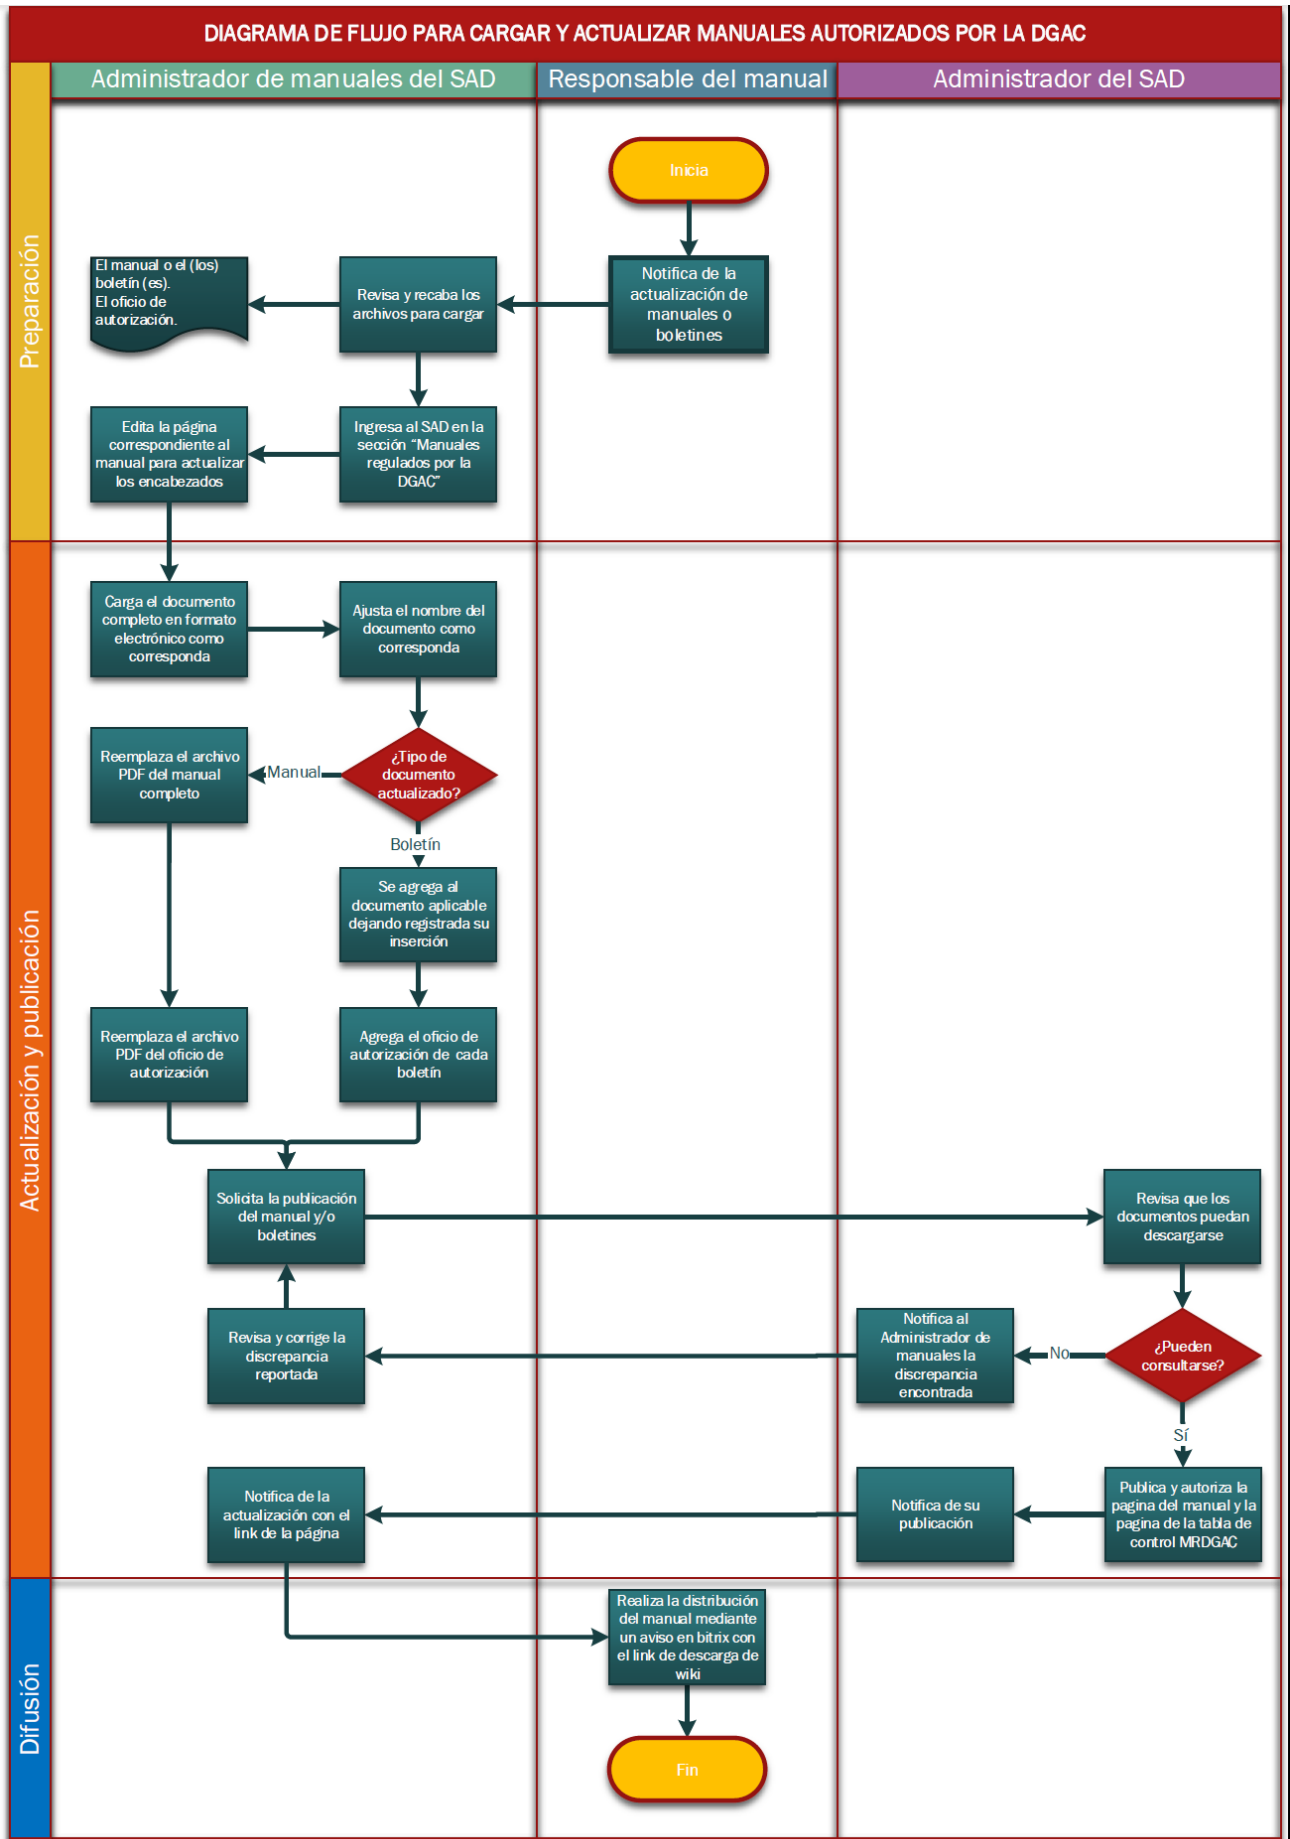 DIAGRAMA DE FLUJO PARA CARGAR Y ACTUALIZAR MANUALES AUTORIZADOS POR LA DGAC
Administrador de manuales del SAD
Responsable del manual
Administrador del SAD
Preparación
Inicia
Notifica de la
actualización de
manuales o
boletines
Revisa y recaba los
archivos para cargar
El manual o el (los)
boletín (es).
El oficio de
autorización.
Ingresa al SAD en la
sección “Manuales
regulados por la
DGAC”
Edita la página
correspondiente al
manual para actualizar
los encabezados
Actualización y publicación
Carga el documento
completo en formato
electrónico como
corresponda
Ajusta el nombre del
documento como
corresponda
¿Tipo de
documento
actualizado?
Manual
Reemplaza el archivo
PDF del manual
completo
Boletín
Se agrega al
documento aplicable
dejando registrada su
inserción
Reemplaza el archivo
PDF del oficio de
autorización
Agrega el oficio de
autorización de cada
boletín
Solicita la publicación
del manual y/o
boletines
Revisa que los
documentos puedan
descargarse
¿Pueden
consultarse?
No
Notifica al
Administrador de
manuales la
discrepancia
encontrada
Revisa y corrige la
discrepancia
reportada
Sí
Publica y autoriza la
pagina del manual y la
pagina de la tabla de
control MRDGAC
Notifica de su
publicación
Notifica de la
actualización con el
link de la página
Difusión
Realiza la distribución
del manual mediante
un aviso en bitrix con
el link de descarga de
wiki
Fin